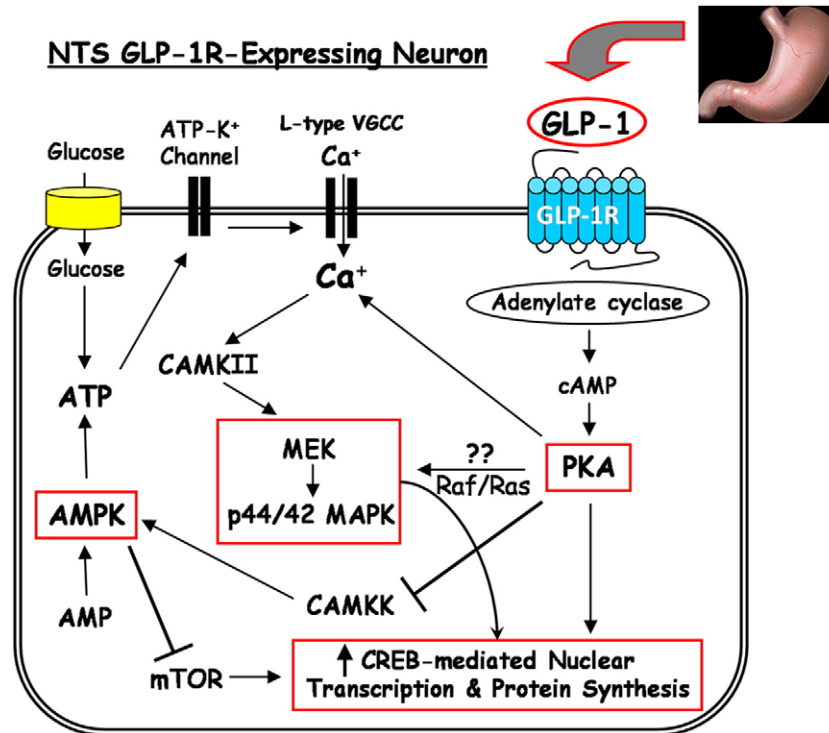 NTS GLP-1R-Expressing Neuron
GLP-1
ATP-K⁺
Channel
L-type VGCC
Ca⁺
Glucose
GLP-1R
Glucose
Ca⁺
Adenylate cyclase
CAMKII
cAMP
ATP
MEK
p44/42 MAPK
??
Raf/Ras
PKA
AMPK
AMP
CAMKK
mTOR
CREB-mediated Nuclear
Transcription & Protein Synthesis